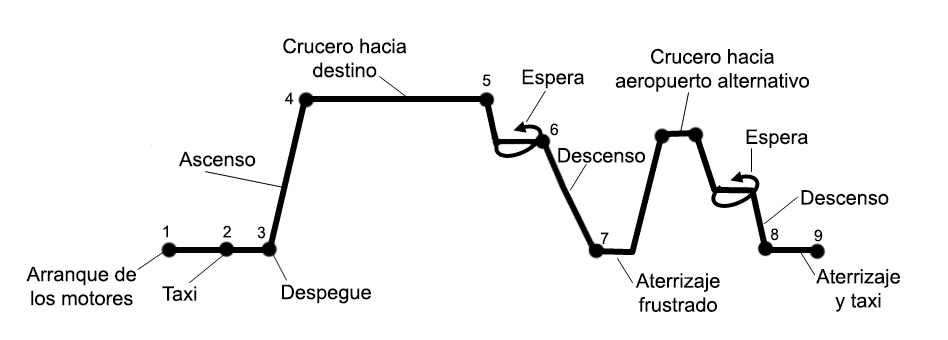 Crucero hacia
destino
4
5
Espera
6
Crucero hacia
aeropuerto alternativo
Espera
Ascenso
Descenso
Descenso
1
2
3
7
8
9
Arranque de
los motores
Taxi
Despegue
Aterrizaje
frustrado
Aterrizaje
y taxi